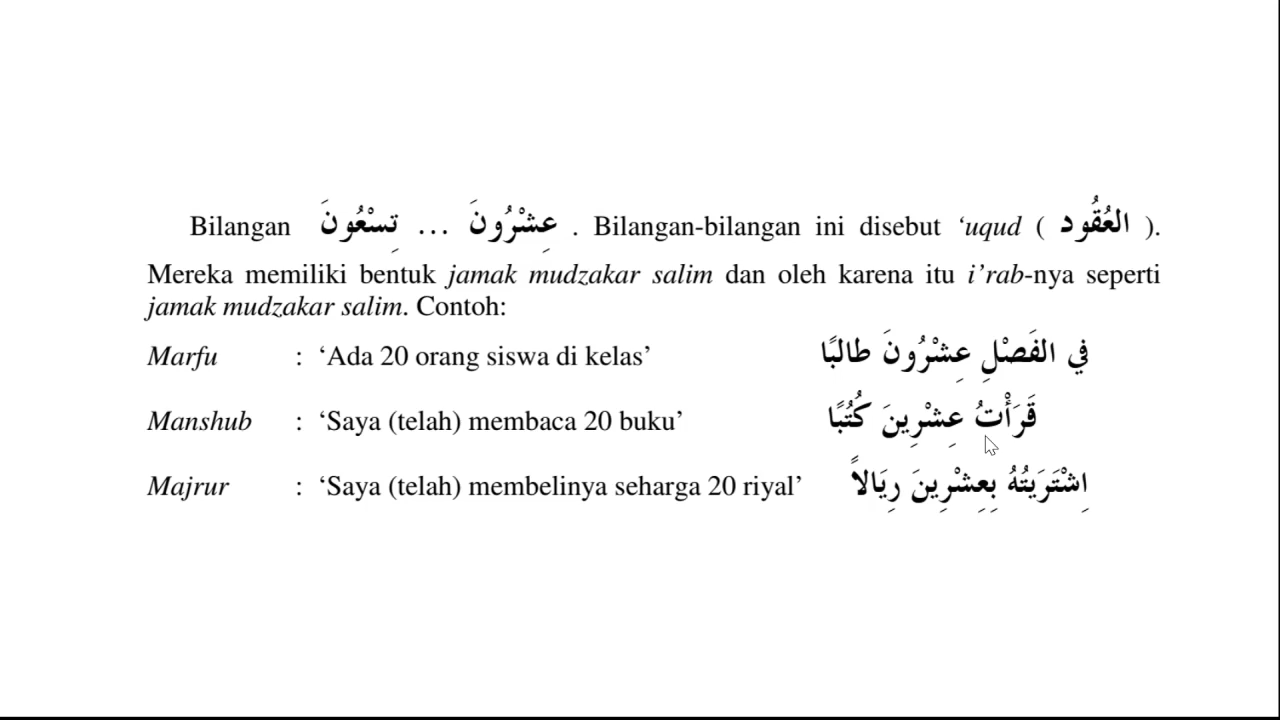 Bilangan عِشْرُونَ ... تِسْعُونَ . Bilangan-bilangan ini disebut ‘uqud ( العُقُود ).
Mereka memiliki bentuk jamak mudzakar salim dan oleh karena itu i’rab-nya seperti
jamak mudzakar salim. Contoh:
Marfu : ‘Ada 20 orang siswa di kelas’ في الفَصْلِ عِشْرُونَ طالبًا
Manshub : ‘Saya (telah) membaca 20 buku’ قَرَأْتُ عِشْرِينَ كُتُبًا
Majrur : ‘Saya (telah) membelinya seharga 20 riyal’ اِشْتَرَيتُهُ بِعِشْرِينَ رِيَالاً